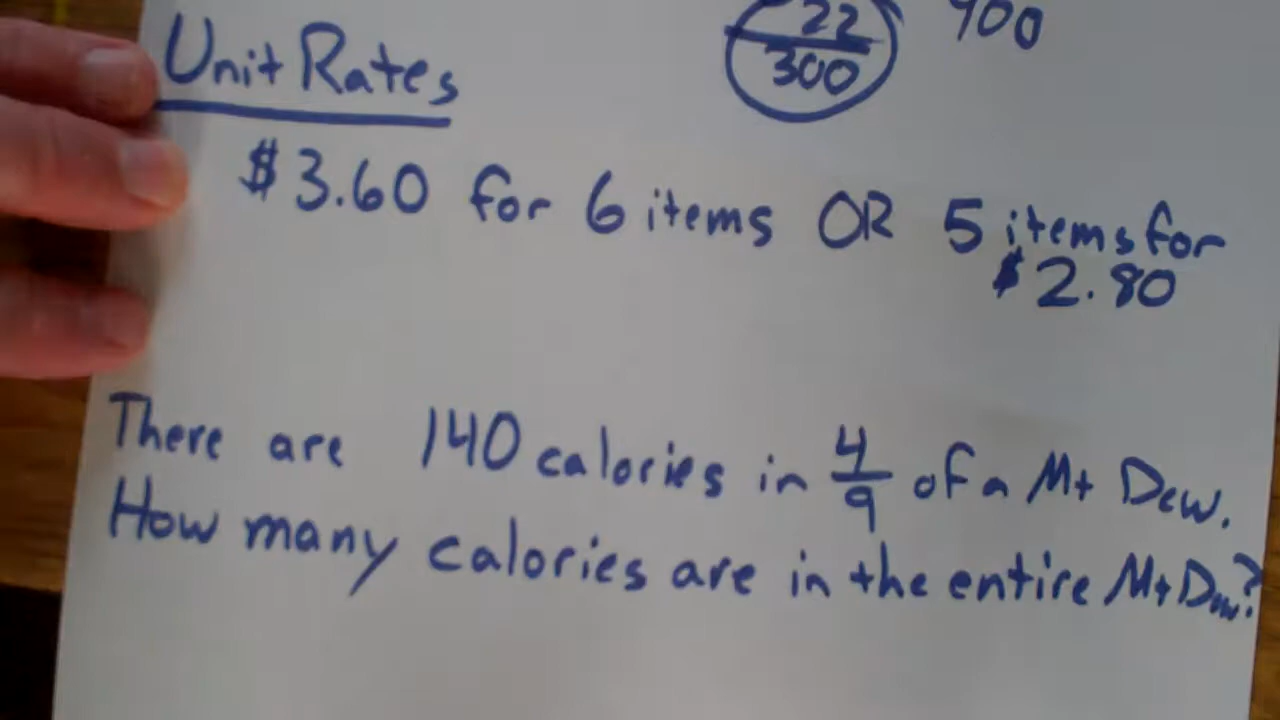 22
300
900
Unit Rates
$3.60 for 6 items OR 5 items for
$2.80
There are 140 calories in 4/9 of a Mt Dew.
How many calories are in the entire Mt Dew?